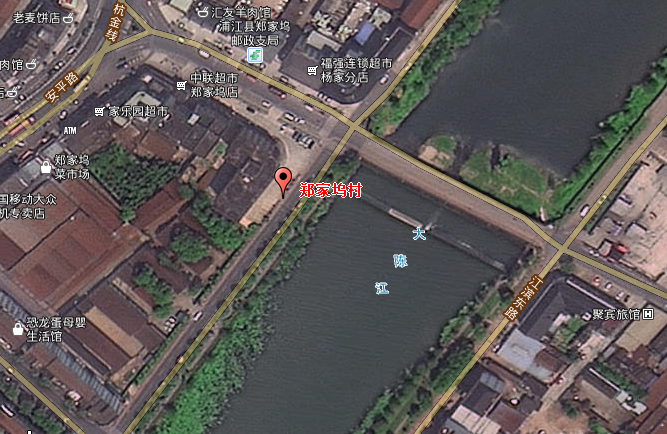 老麦饼店
杭金线
汇友羊肉馆
浦江县郑家坞
邮政支局
肉馆
安平路
福强连锁超市
杨家分店
中联超市
郑家坞店
店
家乐园超市
ATM
郑家坞
菜市场
郑家坞村
国移动大众
机专卖店
大
陈
江
江滨东路
恐龙蛋母婴
生活馆
聚宾旅馆
H